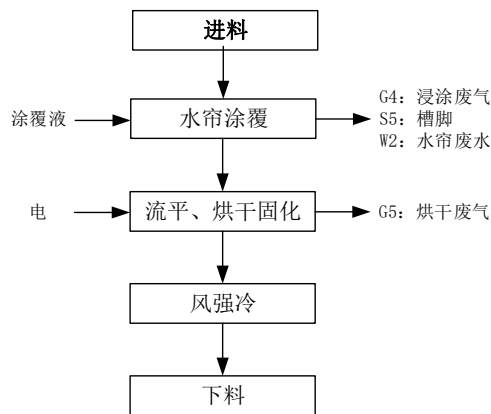 进料
涂覆液
水帘涂覆
G4：浸涂废气
S5：槽脚
W2：水帘废水
电
流平、烘干固化
G5：烘干废气
风强冷
下料